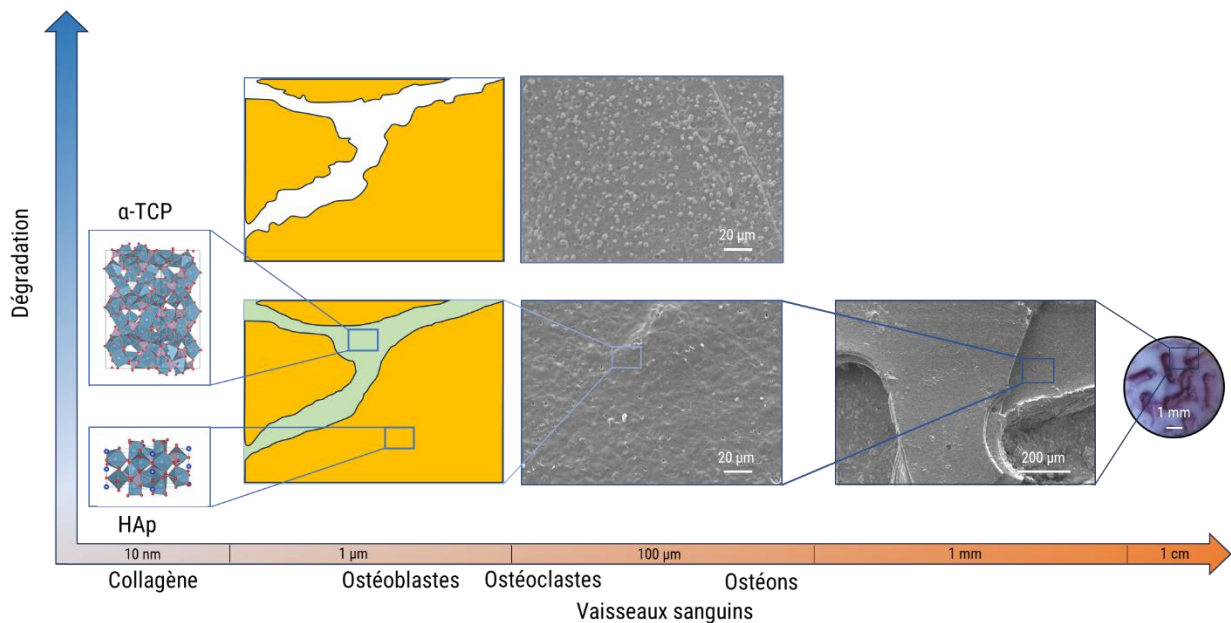 Dégradation
20 µm
α-TCP
20 µm
200 µm
1 mm
HAp
10 nm
1 µm
100 µm
1 mm
1 cm
Collagène
Ostéoblastes
Ostéoclastes
Ostéons
Vaisseaux sanguins